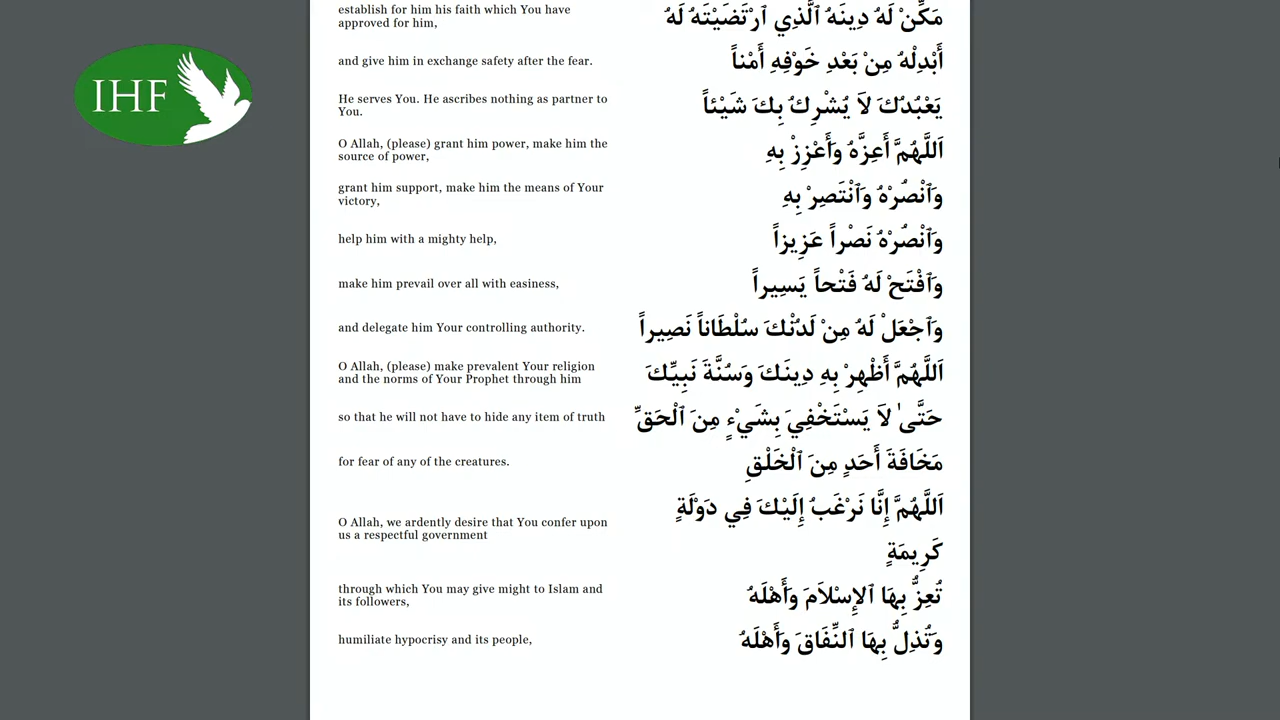 IHF
establish for him his faith which You have
approved for him,
مَكِّنْ لَهُ دِينَهُ ٱلَّذِي ٱرْتَضَيْتَهُ لَهُ
and give him in exchange safety after the fear.
أَبْدِلْهُ مِنْ بَعْدِ خَوْفِهِ أَمْناً
He serves You. He ascribes nothing as partner to
You.
يَعْبُدُكَ لاَ يُشْرِكُ بِكَ شَيْئاً
O Allah, (please) grant him power, make him the
source of power,
اَللَّهُمَّ أَعِزَّهُ وَأَعْزِزْ بِهِ
grant him support, make him the means of Your
victory,
وَٱنْصُرْهُ وَٱنْتَصِرْ بِهِ
help him with a mighty help,
وَٱنْصُرْهُ نَصْراً عَزِيزاً
make him prevail over all with easiness,
وَٱفْتَحْ لَهُ فَتْحاً يَسِيراً
and delegate him Your controlling authority.
وَٱجْعَلْ لَهُ مِنْ لَدُنْكَ سُلْطَاناً نَصِيراً
O Allah, (please) make prevalent Your religion
and the norms of Your Prophet through him
اَللَّهُمَّ أَظْهِرْ بِهِ دِينَكَ وَسُنَّةَ نَبِيِّكَ
so that he will not have to hide any item of truth
حَتَّىٰ لاَ يَسْتَخْفِيَ بِشَيْءٍ مِنَ ٱلْحَقِّ
for fear of any of the creatures.
مَخَافَةَ أَحَدٍ مِنَ ٱلْخَلْقِ
O Allah, we ardently desire that You confer upon
us a respectful government
اَللَّهُمَّ إِنَّا نَرْغَبُ إِلَيْكَ فِي دَوْلَةٍ
كَرِيمَةٍ
through which You may give might to Islam and
its followers,
تُعِزُّ بِهَا ٱلإِسْلاَمَ وَأَهْلَهُ
humiliate hypocrisy and its people,
وَتُذِلُّ بِهَا ٱلنِّفَاقَ وَأَهْلَهُ